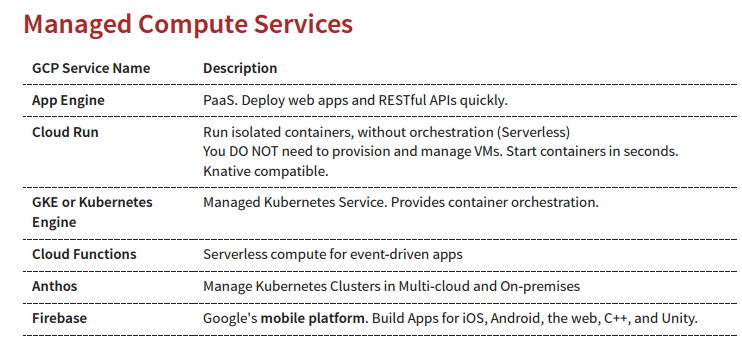 Managed Compute Services
GCP Service Name Description
App Engine PaaS. Deploy web apps and RESTful APIs quickly.
Cloud Run Run isolated containers, without orchestration (Serverless)
You DO NOT need to provision and manage VMs. Start containers in seconds.
Knative compatible.
GKE or Kubernetes Managed Kubernetes Service. Provides container orchestration.
Engine
Cloud Functions Serverless compute for event-driven apps
Anthos Manage Kubernetes Clusters in Multi-cloud and On-premises
Firebase Google's mobile platform. Build Apps for iOS, Android, the web, C++, and Unity.